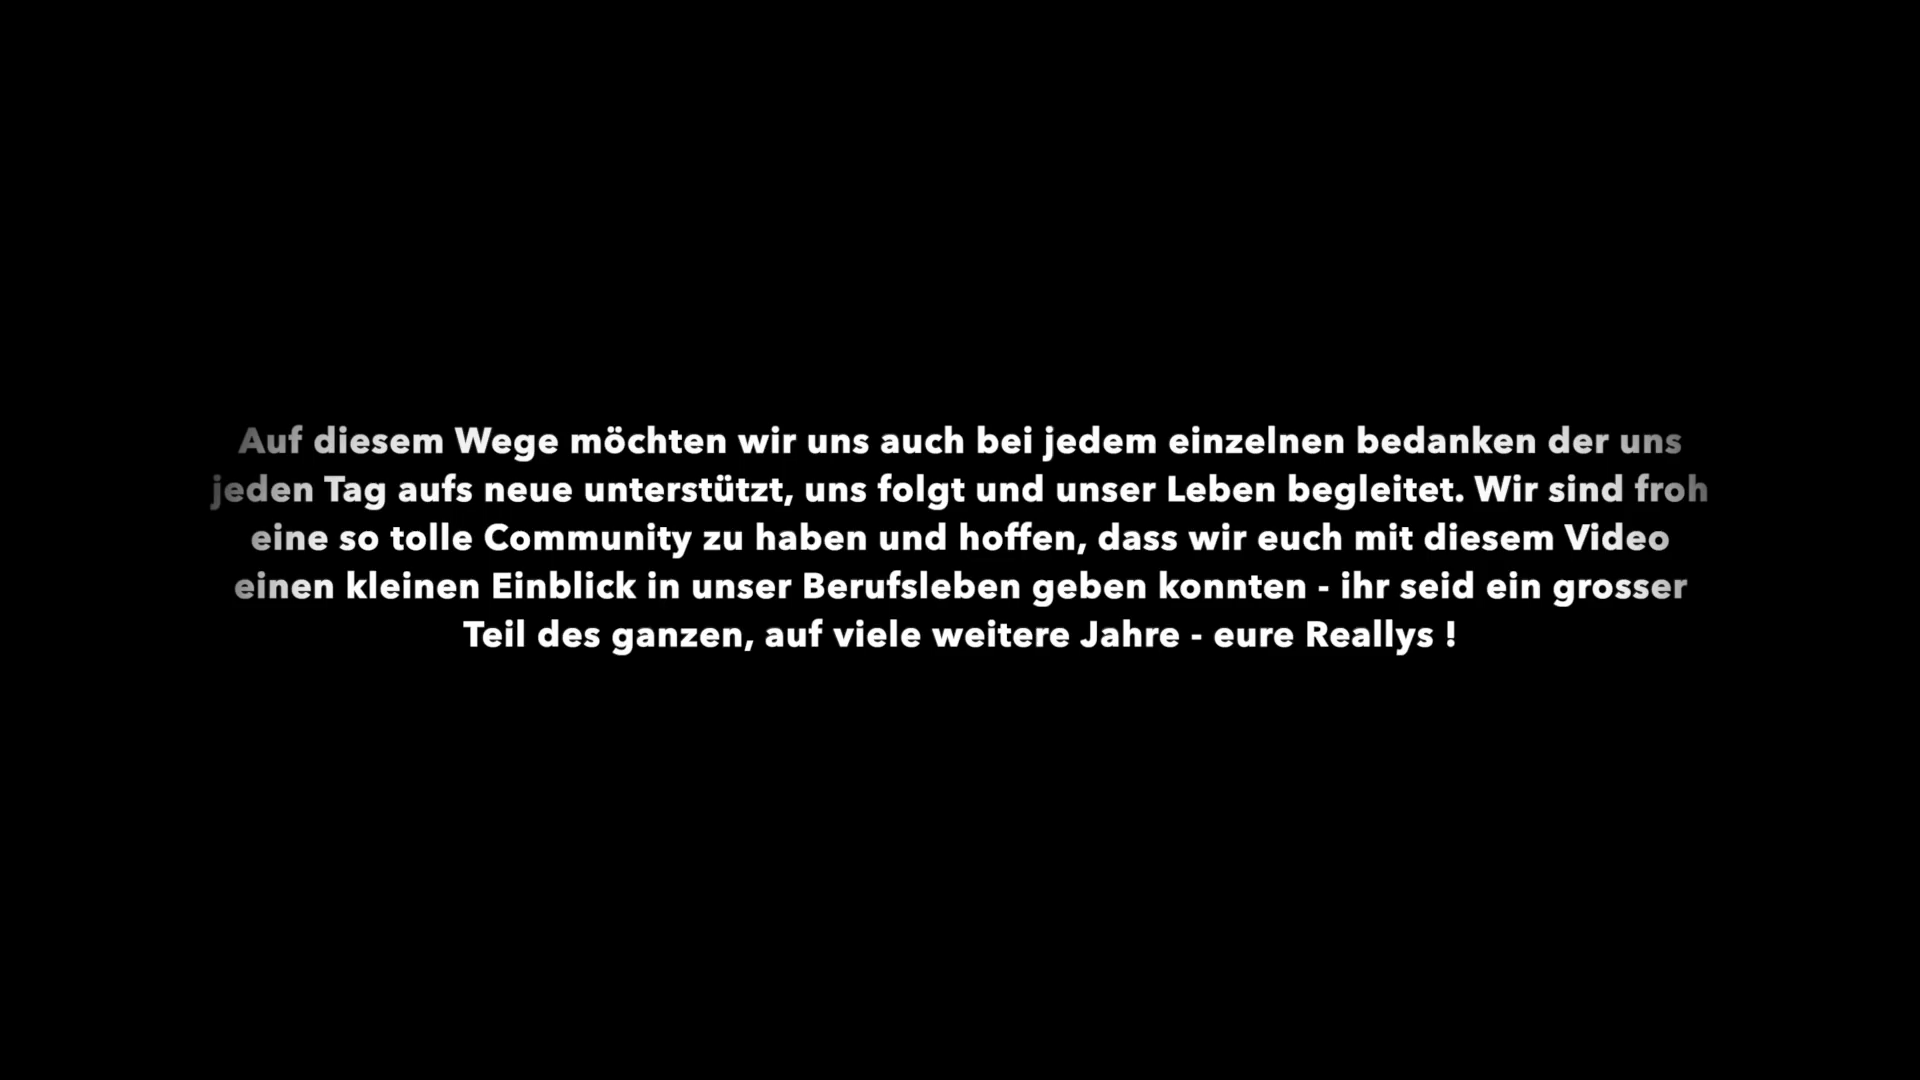 Auf diesem Wege möchten wir uns auch bei jedem einzelnen bedanken der uns
jeden Tag aufs neue unterstützt, uns folgt und unser Leben begleitet. Wir sind froh
eine so tolle Community zu haben und hoffen, dass wir euch mit diesem Video
einen kleinen Einblick in unser Berufsleben geben konnten - ihr seid ein grosser
Teil des ganzen, auf viele weitere Jahre - eure Reallys !